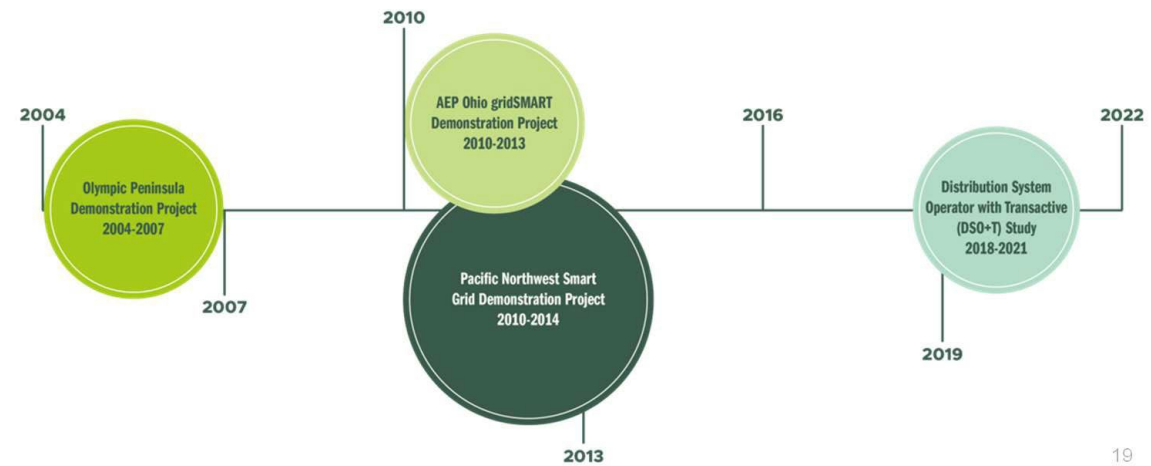 2010
AEP Ohio gridSMART
Demonstration Project
2010-2013
2004
2016
2022
Olympic Peninsula
Demonstration Project
2004-2007
Distribution System
Operator with Transactive
(DSO+T) Study
2018-2021
Pacific Northwest Smart
Grid Demonstration Project
2010-2014
2007
2019
2013
19